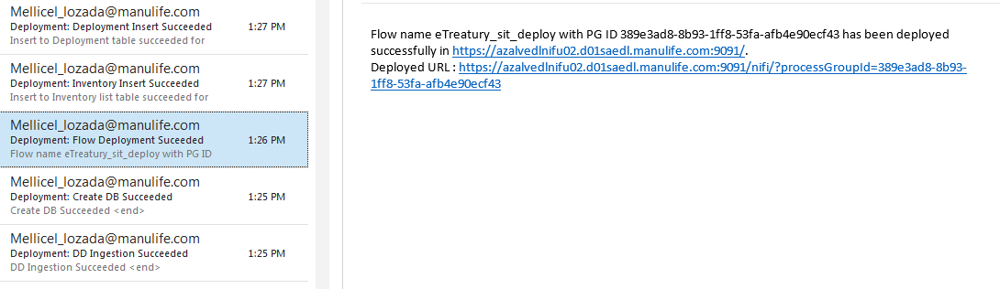 Mellicel_lozada@manulife.com
Deployment: Deployment Insert Succeeded 1:27 PM
Insert to Deployment table succeeded for
Mellicel_lozada@manulife.com
Deployment: Inventory Insert Succeeded 1:27 PM
Insert to Inventory list table succeeded for
Mellicel_lozada@manulife.com
Deployment: Flow Deployment Suceeded 1:26 PM
Flow name eTreatury_sit_deploy with PG ID
Mellicel_lozada@manulife.com
Deployment: Create DB Succeeded 1:25 PM
Create DB Succeeded <end>
Mellicel_lozada@manulife.com
Deployment: DD Ingestion Succeeded 1:25 PM
DD Ingestion Succeeded <end>
Flow name eTreatury_sit_deploy with PG ID 389e3ad8-8b93-1ff8-53fa-afb4e90ecf43 has been deployed
successfully in https://azalvedlnifu02.d01saedl.manulife.com:9091/.
Deployed URL : https://azalvedlnifu02.d01saedl.manulife.com:9091/nifi/?processGroupId=389e3ad8-8b93-
1ff8-53fa-afb4e90ecf43